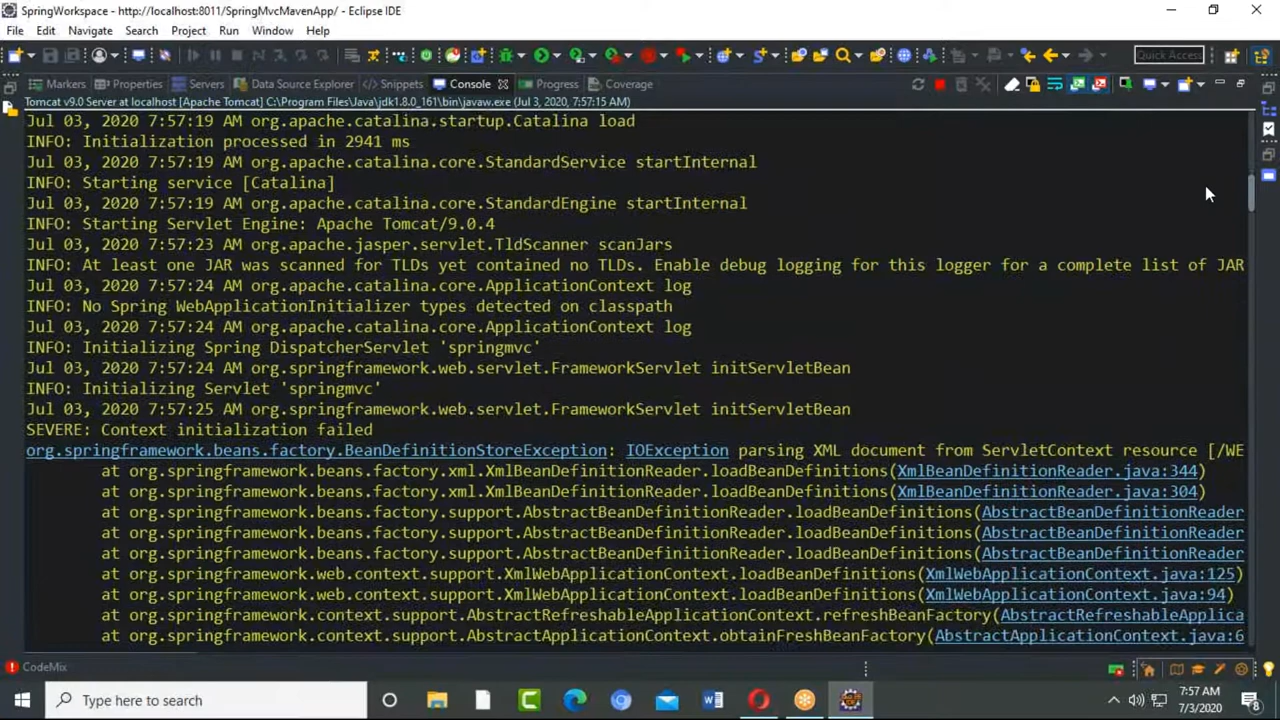 SpringWorkspace - http://localhost:8011/SpringMvcMavenApp/ - Eclipse IDE
File Edit Navigate Search Project Run Window Help
Quick Access
Markers Properties Servers Data Source Explorer Snippets Console Progress Coverage
Tomcat v9.0 Server at localhost [Apache Tomcat] C:\Program Files\Java\jdk1.8.0_161\bin\javaw.exe (Jul 3, 2020, 7:57:15 AM)
Jul 03, 2020 7:57:19 AM org.apache.catalina.startup.Catalina load
INFO: Initialization processed in 2941 ms
Jul 03, 2020 7:57:19 AM org.apache.catalina.core.StandardService startInternal
INFO: Starting service [Catalina]
Jul 03, 2020 7:57:19 AM org.apache.catalina.core.StandardEngine startInternal
INFO: Starting Servlet Engine: Apache Tomcat/9.0.4
Jul 03, 2020 7:57:23 AM org.apache.jasper.servlet.TldScanner scanJars
INFO: At least one JAR was scanned for TLDs yet contained no TLDs. Enable debug logging for this logger for a complete list of JAR
Jul 03, 2020 7:57:24 AM org.apache.catalina.core.ApplicationContext log
INFO: No Spring WebApplicationInitializer types detected on classpath
Jul 03, 2020 7:57:24 AM org.apache.catalina.core.ApplicationContext log
INFO: Initializing Spring DispatcherServlet 'springmvc'
Jul 03, 2020 7:57:24 AM org.springframework.web.servlet.FrameworkServlet initServletBean
INFO: Initializing Servlet 'springmvc'
Jul 03, 2020 7:57:25 AM org.springframework.web.servlet.FrameworkServlet initServletBean
SEVERE: Context initialization failed
org.springframework.beans.factory.BeanDefinitionStoreException: IOException parsing XML document from ServletContext resource [/WE
at org.springframework.beans.factory.xml.XmlBeanDefinitionReader.loadBeanDefinitions(XmlBeanDefinitionReader.java:344)
at org.springframework.beans.factory.xml.XmlBeanDefinitionReader.loadBeanDefinitions(XmlBeanDefinitionReader.java:304)
at org.springframework.beans.factory.support.AbstractBeanDefinitionReader.loadBeanDefinitions(AbstractBeanDefinitionReader
at org.springframework.beans.factory.support.AbstractBeanDefinitionReader.loadBeanDefinitions(AbstractBeanDefinitionReader
at org.springframework.beans.factory.support.AbstractBeanDefinitionReader.loadBeanDefinitions(AbstractBeanDefinitionReader
at org.springframework.web.context.support.XmlWebApplicationContext.loadBeanDefinitions(XmlWebApplicationContext.java:125)
at org.springframework.web.context.support.XmlWebApplicationContext.loadBeanDefinitions(XmlWebApplicationContext.java:94)
at org.springframework.context.support.AbstractRefreshableApplicationContext.refreshBeanFactory(AbstractRefreshableApplica
at org.springframework.context.support.AbstractApplicationContext.obtainFreshBeanFactory(AbstractApplicationContext.java:6
CodeMix
Type here to search
7:57 AM
7/3/2020
8